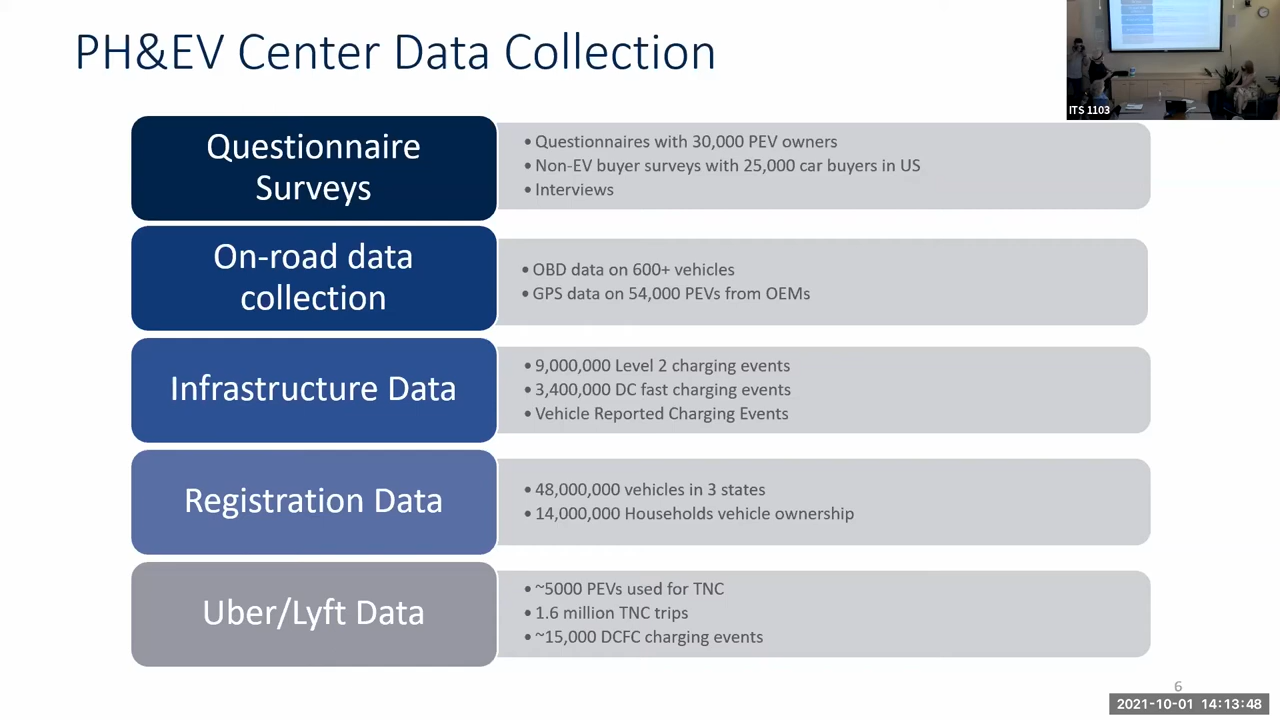 PH&EV Center Data Collection
ITS 1103
Questionnaire
Surveys
• Questionnaires with 30,000 PEV owners
• Non-EV buyer surveys with 25,000 car buyers in US
• Interviews
On-road data
collection
• OBD data on 600+ vehicles
• GPS data on 54,000 PEVs from OEMs
Infrastructure Data
• 9,000,000 Level 2 charging events
• 3,400,000 DC fast charging events
• Vehicle Reported Charging Events
Registration Data
• 48,000,000 vehicles in 3 states
• 14,000,000 Households vehicle ownership
Uber/Lyft Data
• ~5000 PEVs used for TNC
• 1.6 million TNC trips
• ~15,000 DCFC charging events
6
2021-10-01 14:13:48